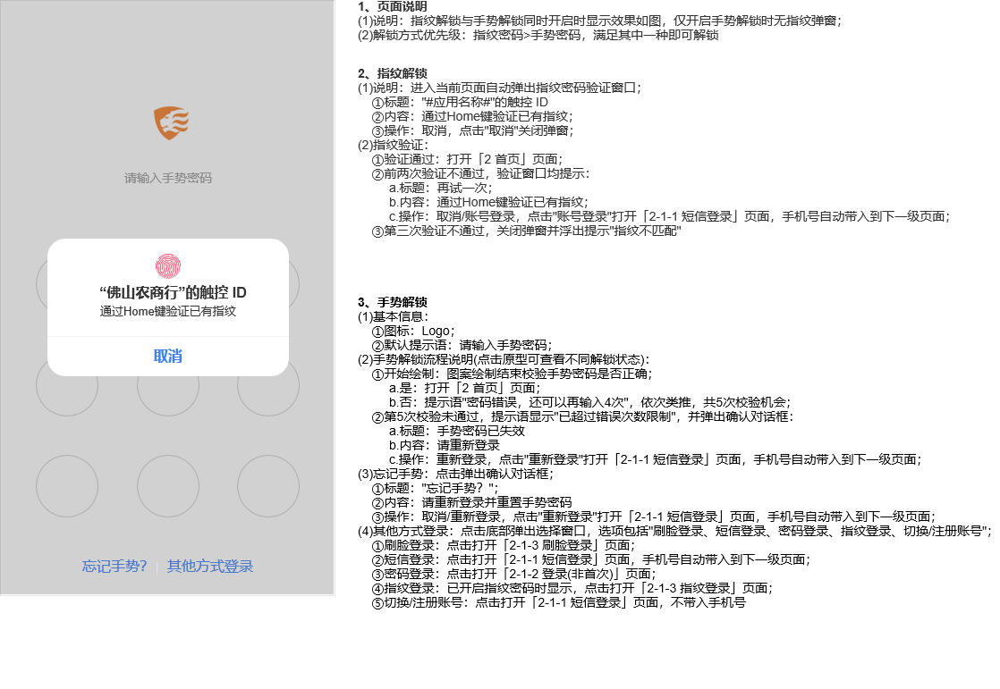 请输入手势密码
“佛山农商行”的触控 ID
通过Home键验证已有指纹
取消
忘记手势?
其他方式登录
1、页面说明
(1)说明：指纹解锁与手势解锁同时开启时显示效果如图，仅开启手势解锁时无指纹弹窗；
(2)解锁方式优先级：指纹密码>手势密码，满足其中一种即可解锁
2、指纹解锁
(1)说明：进入当前页面自动弹出指纹密码验证窗口；
①标题："#应用名称#"的触控 ID
②内容：通过Home键验证已有指纹；
③操作：取消，点击"取消"关闭弹窗；
(2)指纹验证：
①验证通过：打开「2 首页」页面；
②前两次验证不通过，验证窗口均提示：
a.标题：再试一次；
b.内容：通过Home键验证已有指纹；
c.操作：取消/账号登录，点击"账号登录"打开「2-1-1 短信登录」页面，手机号自动带入到下一级页面；
③第三次验证不通过，关闭弹窗并浮出提示"指纹不匹配"
3、手势解锁
(1)基本信息：
①图标：Logo；
②默认提示语：请输入手势密码；
(2)手势解锁流程说明(点击原型可查看不同解锁状态)：
①开始绘制：图案绘制结束校验手势密码是否正确；
a.是：打开「2 首页」页面；
b.否：提示语"密码错误，还可以再输入4次"，依次类推，共5次校验机会；
②第5次校验未通过，提示语显示"已超过错误次数限制"，并弹出确认对话框：
a.标题：手势密码已失效
b.内容：请重新登录
c.操作：重新登录，点击"重新登录"打开「2-1-1 短信登录」页面，手机号自动带入到下一级页面；
(3)忘记手势：点击弹出确认对话框；
①标题："忘记手势？"；
②内容：请重新登录并重置手势密码
③操作：取消/重新登录，点击"重新登录"打开「2-1-1 短信登录」页面，手机号自动带入到下一级页面；
(4)其他方式登录：点击底部弹出选择窗口，选项包括"刷脸登录、短信登录、密码登录、指纹登录、切换/注册账号"；
①刷脸登录：点击打开「2-1-3 刷脸登录」页面；
②短信登录：点击打开「2-1-1 短信登录」页面，手机号自动带入到下一级页面；
③密码登录：点击打开「2-1-2 登录(非首次)」页面；
④指纹登录：已开启指纹密码时显示，点击打开「2-1-3 指纹登录」页面；
⑤切换/注册账号：点击打开「2-1-1 短信登录」页面，不带入手机号